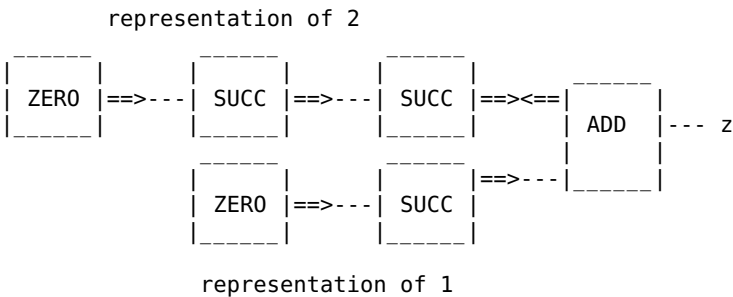 representation of 2
ZERO |==>---| SUCC |==>---| SUCC |==><==|
ADD |--- z
|==>---|
ZERO |==>---| SUCC
representation of 1